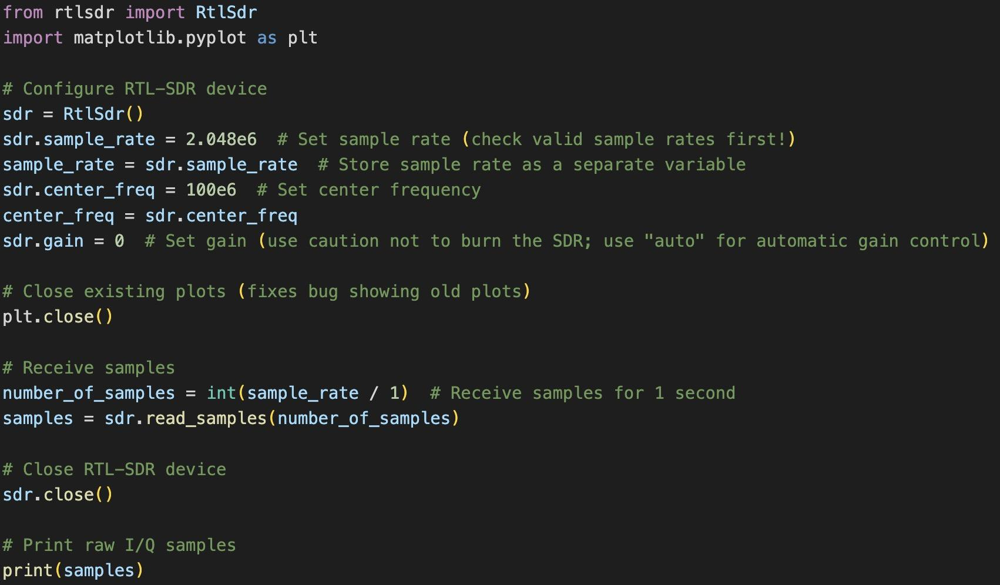 from rtlsdr import RtlSdr
import matplotlib.pyplot as plt

# Configure RTL-SDR device
sdr = RtlSdr()
sdr.sample_rate = 2.048e6  # Set sample rate (check valid sample rates first!)
sample_rate = sdr.sample_rate  # Store sample rate as a separate variable
sdr.center_freq = 100e6  # Set center frequency
center_freq = sdr.center_freq
sdr.gain = 0  # Set gain (use caution not to burn the SDR; use "auto" for automatic gain control)

# Close existing plots (fixes bug showing old plots)
plt.close()

# Receive samples
number_of_samples = int(sample_rate / 1)  # Receive samples for 1 second
samples = sdr.read_samples(number_of_samples)

# Close RTL-SDR device
sdr.close()

# Print raw I/Q samples
print(samples)